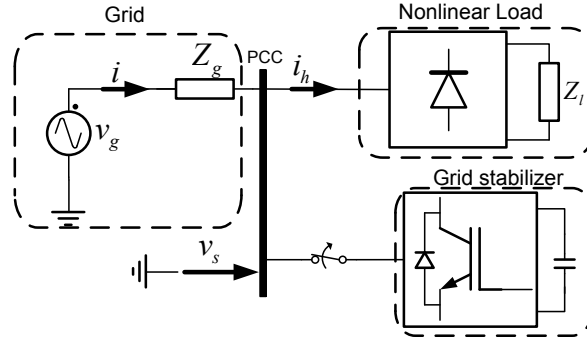 Grid
Nonlinear Load
i
Z_g
PCC
i_h
Z_l
v_g
Grid stabilizer
v_s